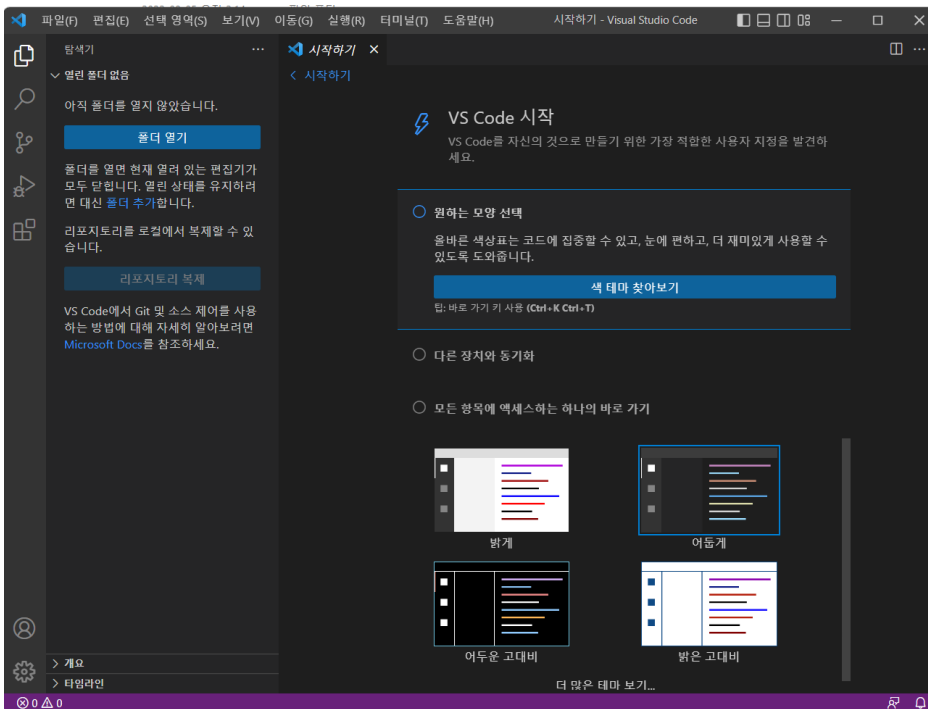 파일(F) 편집(E) 선택 영역(S) 보기(V) 이동(G) 실행(R) 터미널(T) 도움말(H) 시작하기 - Visual Studio Code
탐색기
시작하기
열린 폴더 없음
시작하기
아직 폴더를 열지 않았습니다.
폴더 열기
폴더를 열면 현재 열려 있는 편집기가
모두 닫힙니다. 열린 상태를 유지하려
면 대신 폴더 추가합니다.
리포지토리를 로컬에서 복제할 수 있
습니다.
리포지토리 복제
VS Code에서 Git 및 소스 제어를 사용
하는 방법에 대해 자세히 알아보려면
Microsoft Docs를 참조하세요.
개요
타임라인
VS Code 시작
VS Code를 자신의 것으로 만들기 위한 가장 적합한 사용자 지정을 발견하
세요.
원하는 모양 선택
올바른 색상표는 코드에 집중할 수 있고, 눈에 편하고, 더 재미있게 사용할 수
있도록 도와줍니다.
색 테마 찾아보기
팁: 바로 가기 키 사용 (Ctrl+K Ctrl+T)
다른 장치와 동기화
모든 항목에 액세스하는 하나의 바로 가기
밝게
어둡게
어두운 고대비
밝은 고대비
더 많은 테마 보기...
0 0